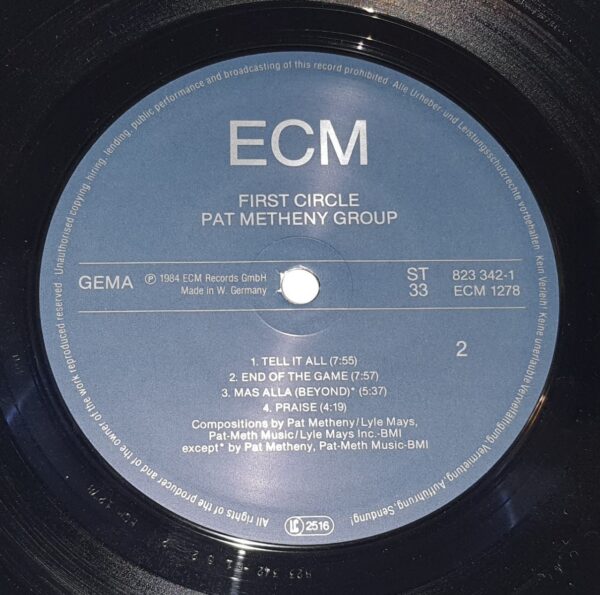 ECM
FIRST CIRCLE
PAT METHENY GROUP
GEMA
℗ 1984 ECM Records GmbH
Made in W. Germany
ST
33
823 342-1
ECM 1278
2
1. TELL IT ALL (7:55)
2. END OF THE GAME (7:57)
3. MAS ALLA (BEYOND)* (5:37)
4. PRAISE (4:19)
Compositions by Pat Metheny/Lyle Mays,
Pat-Meth Music/Lyle Mays Inc.-BMI
except* by Pat Metheny, Pat-Meth Music-BMI
LC 2516
All rights of the producer and of the owner of the work reproduced reserved · Unauthorised copying, hiring, lending, public performance and broadcasting of this record prohibited · Alle Urheber- und Leistungsschutzrechte vorbehalten · Kein Verleih! Keine unerlaubte Vervielfältigung, Vermietung, Aufführung, Sendung!